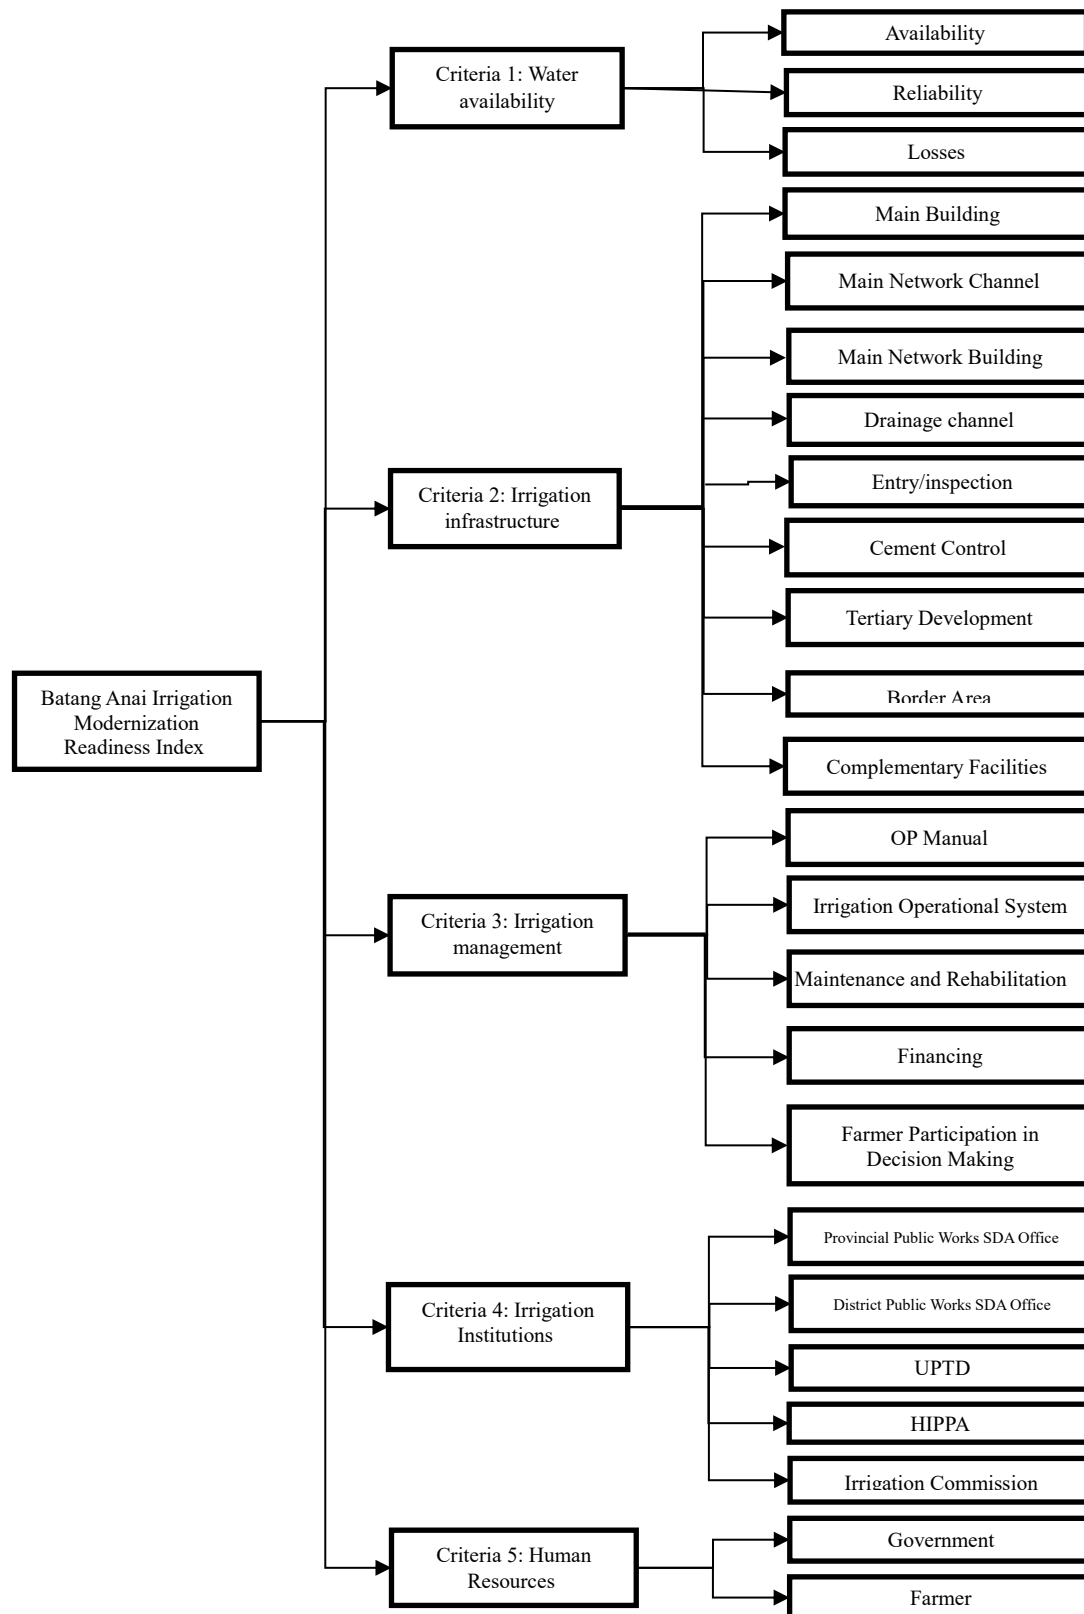 Batang Anai Irrigation
Modernization
Readiness Index
Criteria 1: Water
availability
Availability
Reliability
Losses
Criteria 2: Irrigation
infrastructure
Main Building
Main Network Channel
Main Network Building
Drainage channel
Entry/inspection
Cement Control
Tertiary Development
Border Area
Complementary Facilities
Criteria 3: Irrigation
management
OP Manual
Irrigation Operational System
Maintenance and Rehabilitation
Financing
Farmer Participation in
Decision Making
Criteria 4: Irrigation
Institutions
Provincial Public Works SDA Office
District Public Works SDA Office
UPTD
HIPPA
Irrigation Commission
Criteria 5: Human
Resources
Government
Farmer